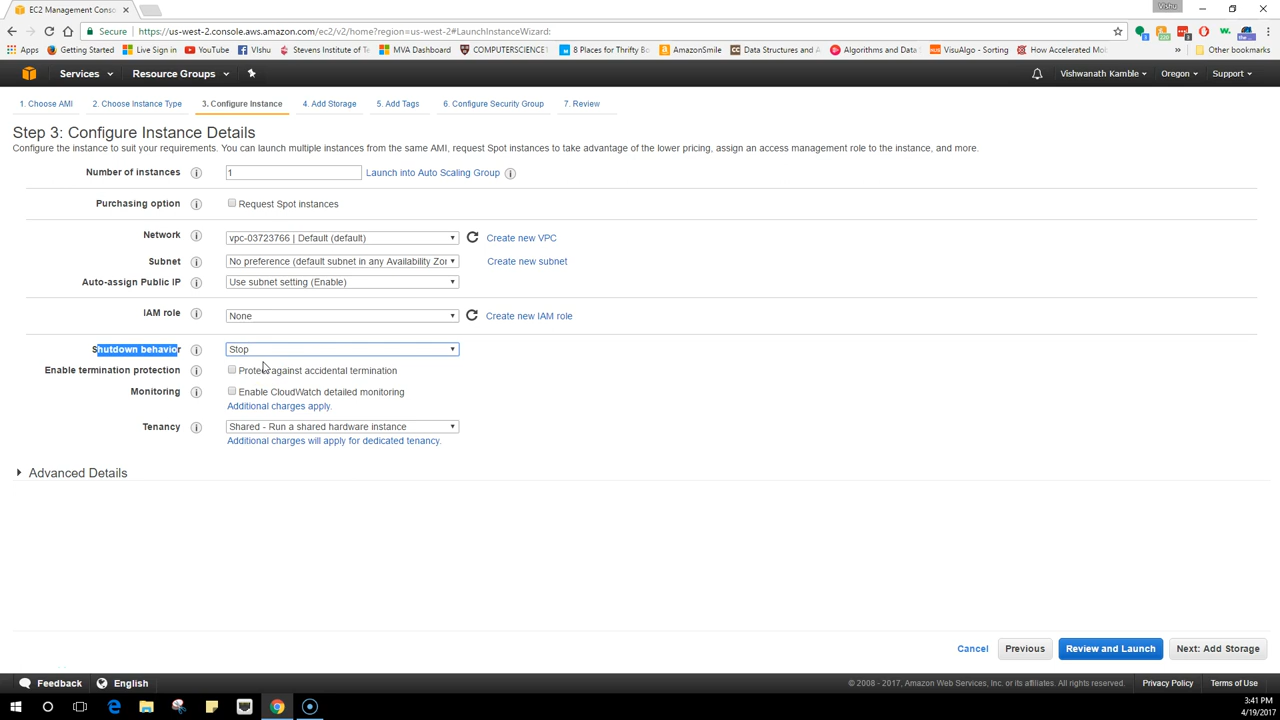 EC2 Management Conso
Vishu
Secure
https://us-west-2.console.aws.amazon.com/ec2/v2/home?region=us-west-2#LaunchInstanceWizard:
Apps Getting Started Live Sign in YouTube VIshu Stevens Institute of Te MVA Dashboard COMPUTERSCIENC 8 Places for Thrifty Bo AmazonSmile Data Structures and A Algorithms and Data VisuAlgo - Sorting How Accelerated Mob » Other bookmarks
Services Resource Groups Vishwanath Kamble Oregon Support
1. Choose AMI 2. Choose Instance Type 3. Configure Instance 4. Add Storage 5. Add Tags 6. Configure Security Group 7. Review
Step 3: Configure Instance Details
Configure the instance to suit your requirements. You can launch multiple instances from the same AMI, request Spot instances to take advantage of the lower pricing, assign an access management role to the instance, and more.
Number of instances 1 Launch into Auto Scaling Group
Purchasing option Request Spot instances
Network vpc-03723766 | Default (default) Create new VPC
Subnet No preference (default subnet in any Availability Zor Create new subnet
Auto-assign Public IP Use subnet setting (Enable)
IAM role None Create new IAM role
Shutdown behavior Stop
Enable termination protection Protect against accidental termination
Monitoring Enable CloudWatch detailed monitoring
Additional charges apply.
Tenancy Shared - Run a shared hardware instance
Additional charges will apply for dedicated tenancy.
Advanced Details
Cancel Previous Review and Launch Next: Add Storage
Feedback English © 2008 - 2017, Amazon Web Services, Inc. or its affiliates. All rights reserved. Privacy Policy Terms of Use
3:41 PM
4/19/2017